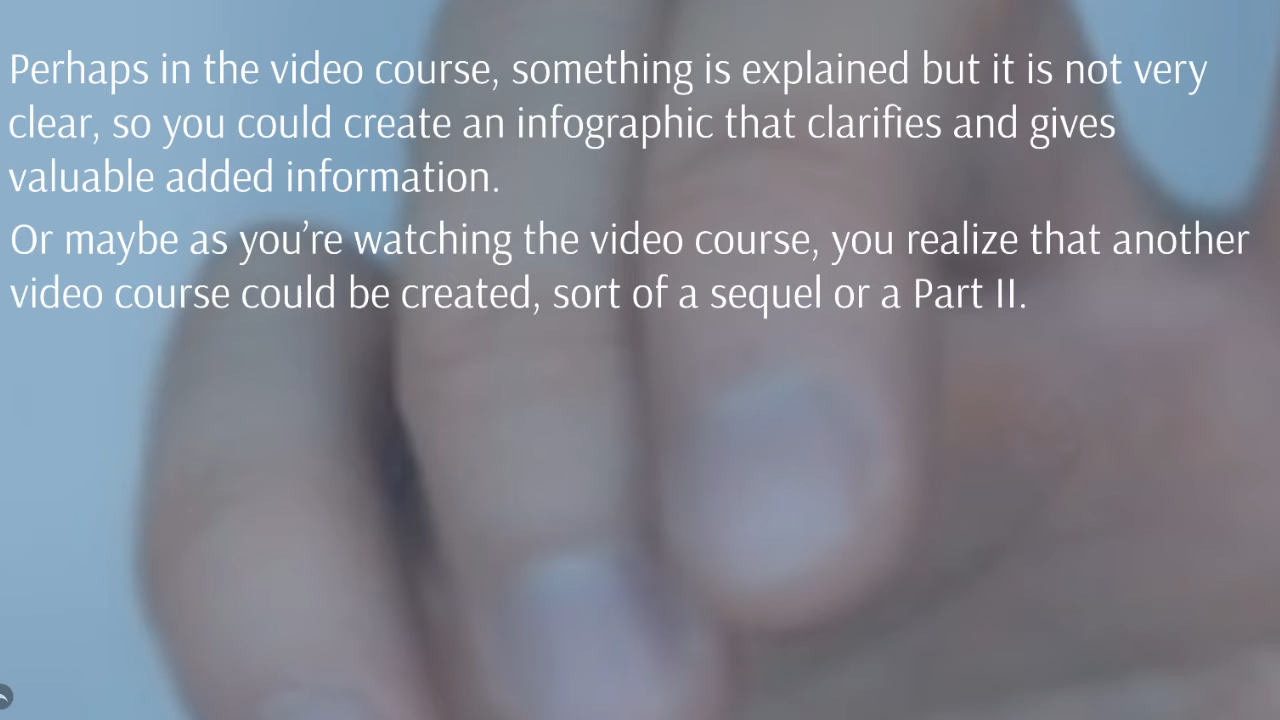 Perhaps in the video course, something is explained but it is not very
clear, so you could create an infographic that clarifies and gives
valuable added information.
Or maybe as you’re watching the video course, you realize that another
video course could be created, sort of a sequel or a Part II.